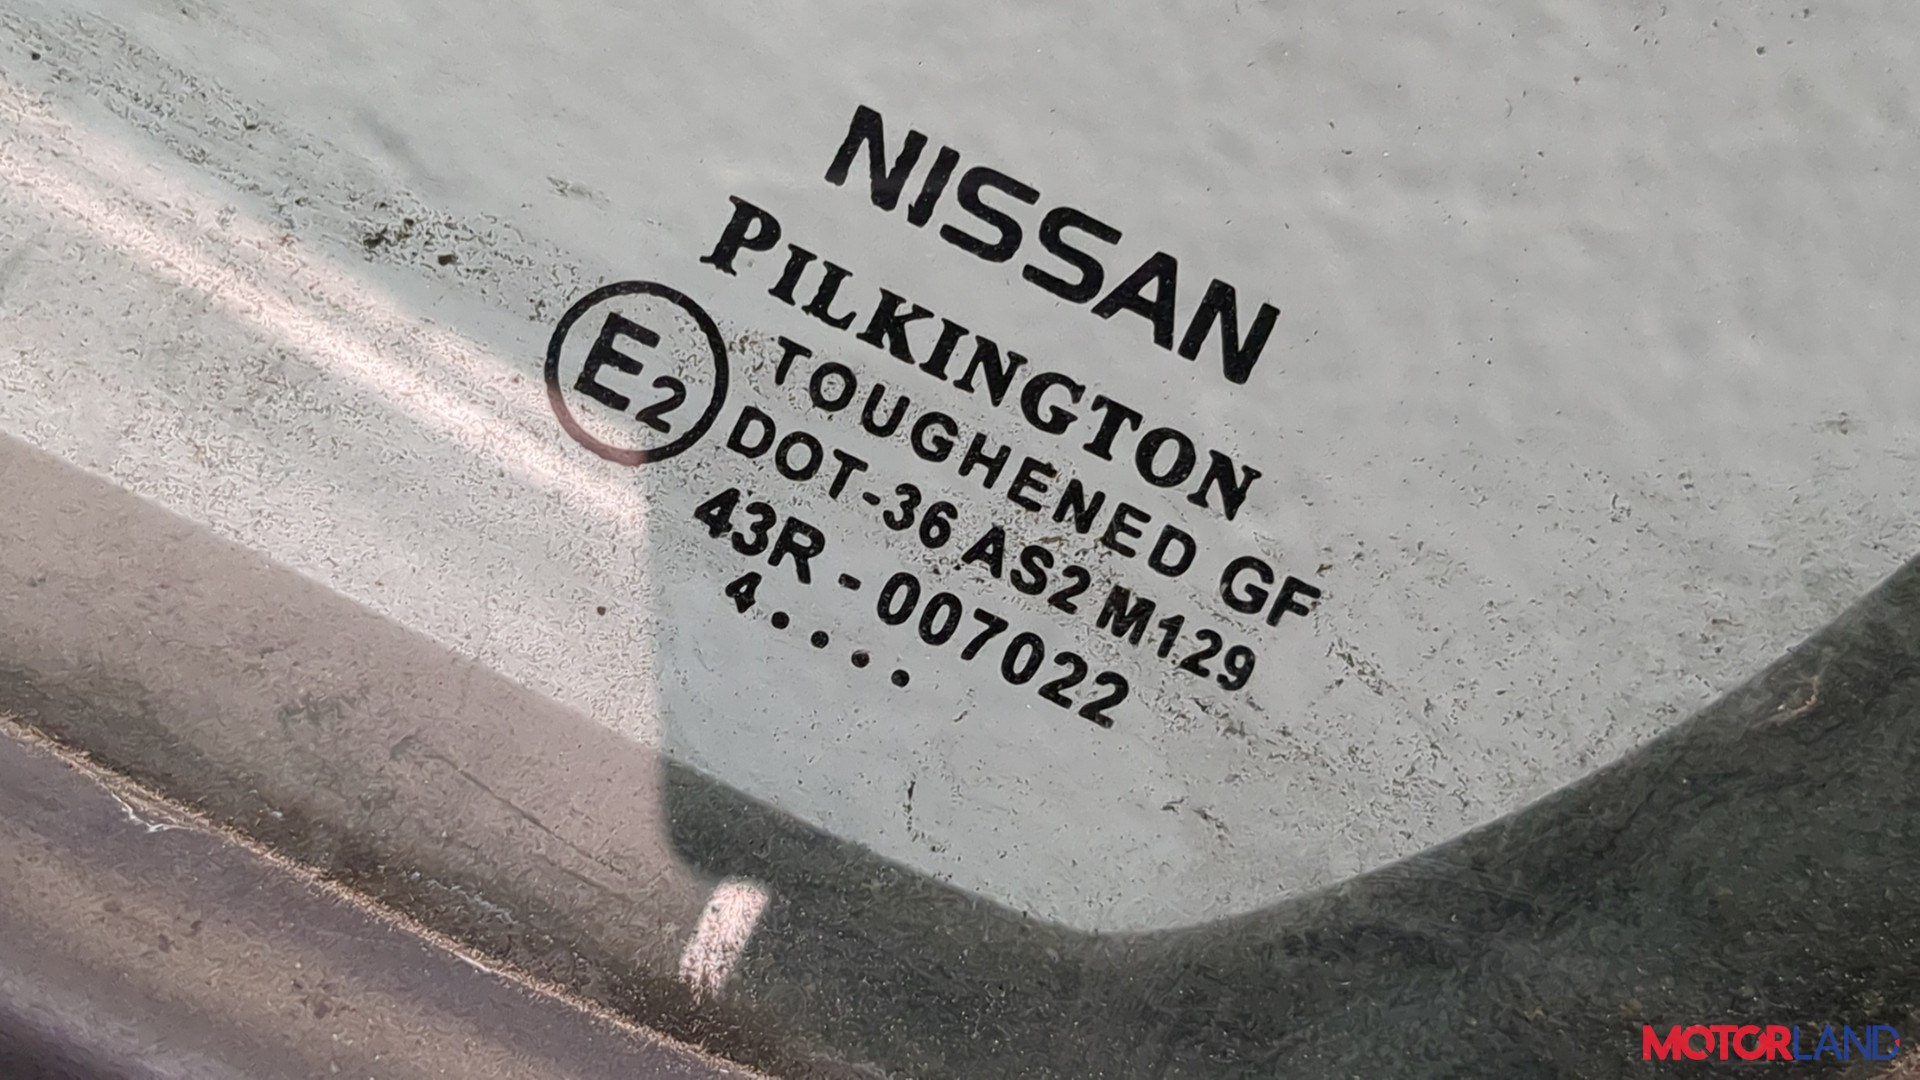 NISSAN
PILKINGTON
E2
TOUGHENED GF
DOT-36 AS2 M129
43R - 007022
4 • • • •
MOTORLAND